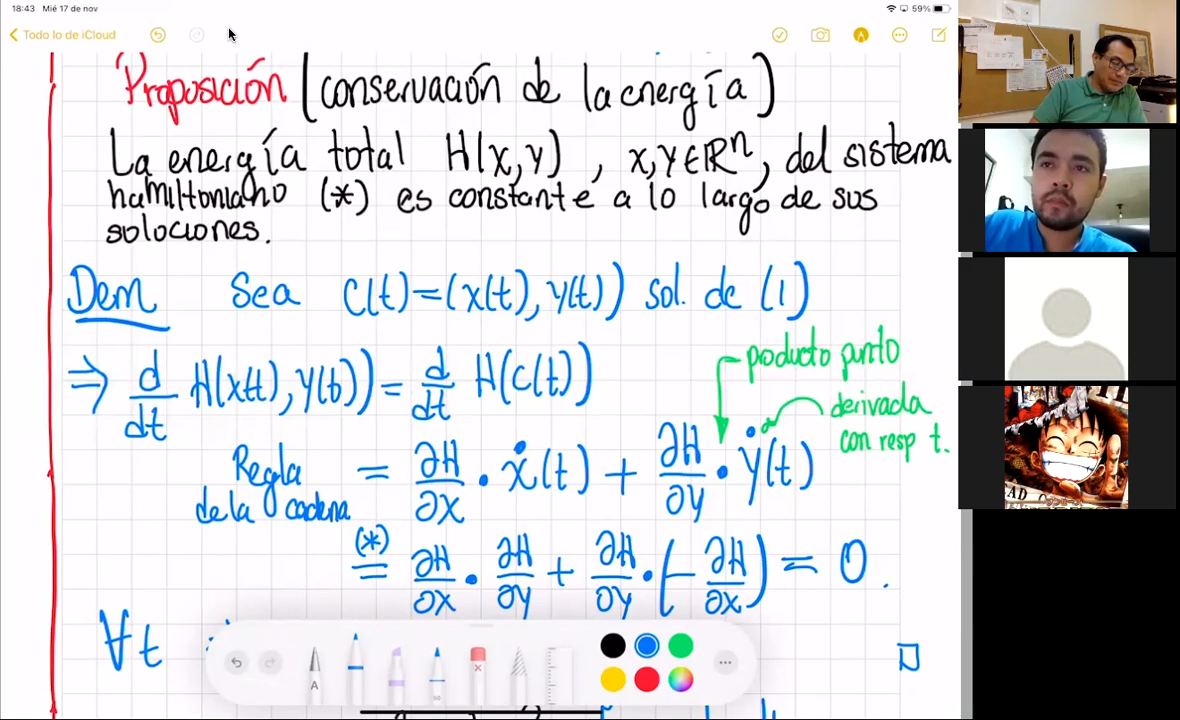 18:43 Mié 17 de nov
59%
Todo lo de iCloud
Proposición (conservación de la energía)
La energía total H(x,y), x,y∈ℝⁿ, del sistema
hamiltoniano (*) es constante a lo largo de sus
soluciones.
Dem Sea C(t)=(x(t), y(t)) sol. de (1)
⇒ d/dt H(x(t), y(t)) = d/dt H(C(t))
producto punto
derivada
con resp t.
Regla
de la cadena
= ∂H/∂x · ẋ(t) + ∂H/∂y · ẏ(t)
(*)
= ∂H/∂x · ∂H/∂y + ∂H/∂y · (-∂H/∂x) = 0.
∀t
A
AD